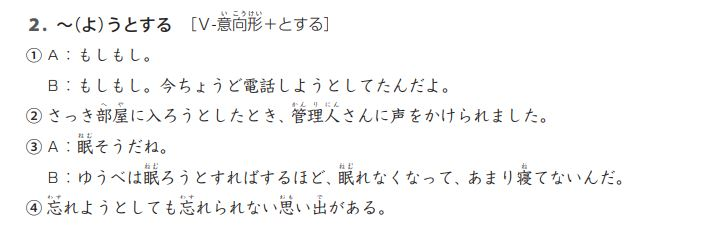 2. ～(よ)うとする ［V-意向形＋とする］
① A：もしもし。
B：もしもし。今ちょうど電話しようとしてたんだよ。
② さっき部屋に入ろうとしたとき、管理人さんに声をかけられました。
③ A：眠そうだね。
B：ゆうべは眠ろうとすればするほど、眠れなくなって、あまり寝てないんだ。
④ 忘れようとしても忘れられない思い出がある。